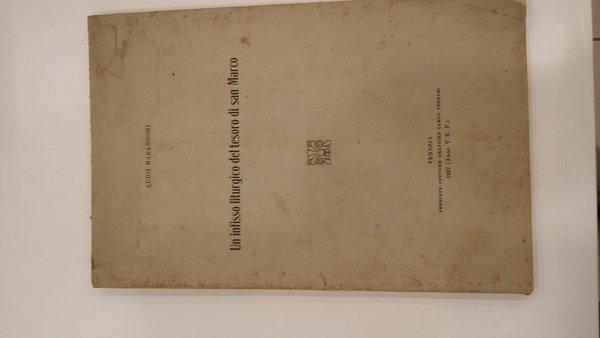 LUIGI MARANGONI
Un infisso liturgico del tesoro di san Marco
VENEZIA
PREMIATE OFFICINE GRAFICHE CARLO FERRARI
1927 (Anno V E. F.)